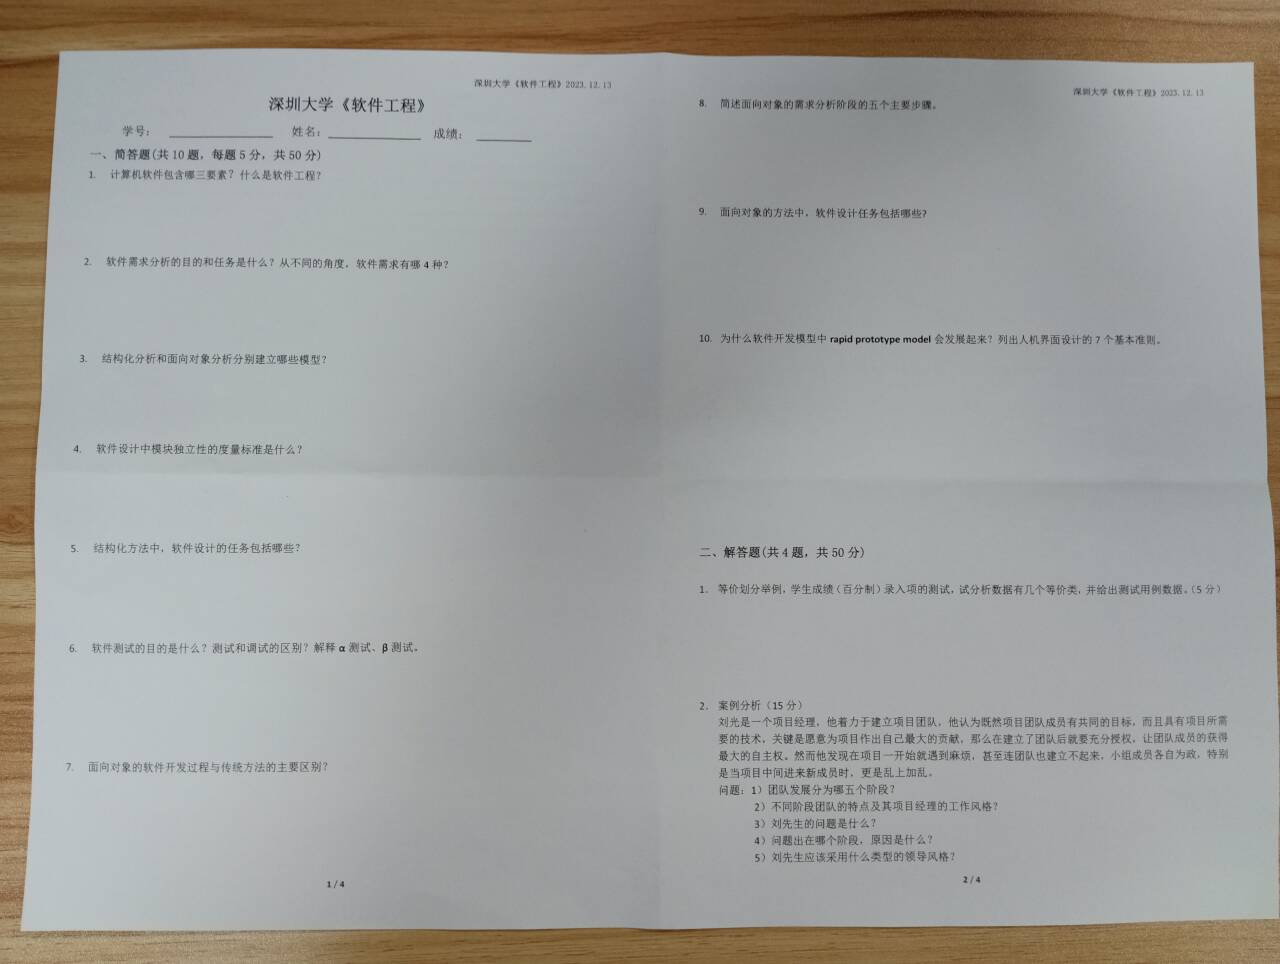 深圳大学《软件工程》2023.12.13
深圳大学《软件工程》
学号： 姓名： 成绩：
一、简答题(共 10 题，每题 5 分，共 50 分)
1. 计算机软件包含哪三要素？什么是软件工程？
2. 软件需求分析的目的和任务是什么？从不同的角度，软件需求有哪 4 种？
3. 结构化分析和面向对象分析分别建立哪些模型？
4. 软件设计中模块独立性的度量标准是什么？
5. 结构化方法中，软件设计的任务包括哪些？
6. 软件测试的目的是什么？测试和调试的区别？解释 α 测试、β 测试。
7. 面向对象的软件开发过程与传统方法的主要区别？
1 / 4
深圳大学《软件工程》2023.12.13
8. 简述面向对象的需求分析阶段的五个主要步骤。
9. 面向对象的方法中，软件设计任务包括哪些?
10. 为什么软件开发模型中 rapid prototype model 会发展起来？列出人机界面设计的 7 个基本准则。
二、解答题(共 4 题，共 50 分)
1. 等价划分举例，学生成绩（百分制）录入项的测试，试分析数据有几个等价类，并给出测试用例数据。（5 分）
2. 案例分析（15 分）
刘光是一个项目经理，他着力于建立项目团队，他认为既然项目团队成员有共同的目标，而且具有项目所需
要的技术，关键是愿意为项目作出自己最大的贡献，那么在建立了团队后就要充分授权，让团队成员的获得
最大的自主权。然而他发现在项目一开始就遇到麻烦，甚至连团队也建立不起来，小组成员各自为政，特别
是当项目中间进来新成员时，更是乱上加乱。
问题：1）团队发展分为哪五个阶段？
2）不同阶段团队的特点及其项目经理的工作风格？
3）刘先生的问题是什么？
4）问题出在哪个阶段，原因是什么？
5）刘先生应该采用什么类型的领导风格？
2 / 4